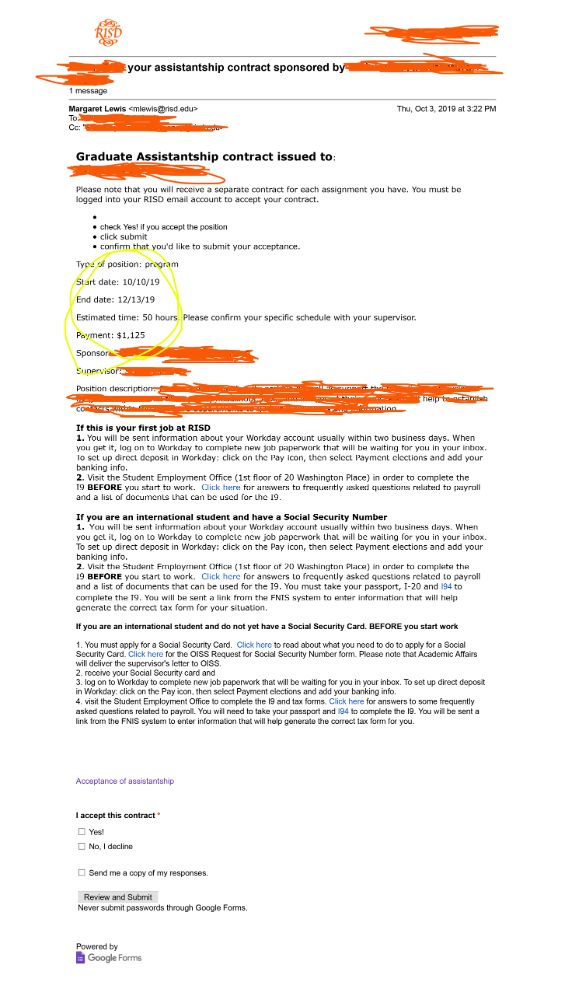 RISD
your assistantship contract sponsored by
1 message
Margaret Lewis <mlewis@risd.edu>
Thu, Oct 3, 2019 at 3:22 PM
To:
Cc:
Graduate Assistantship contract issued to:
Please note that you will receive a separate contract for each assignment you have. You must be
logged into your RISD email account to accept your contract.
•
• check Yes! if you accept the position
• click submit
• confirm that you'd like to submit your acceptance.
Type of position: program
Start date: 10/10/19
End date: 12/13/19
Estimated time: 50 hours. Please confirm your specific schedule with your supervisor.
Payment: $1,125
Sponsor:
Supervisor:
Position description:
help to establish
information.
If this is your first job at RISD
1. You will be sent information about your Workday account usually within two business days. When
you get it, log on to Workday to complete new job paperwork that will be waiting for you in your inbox.
To set up direct deposit in Workday: click on the Pay icon, then select Payment elections and add your
banking info.
2. Visit the Student Employment Office (1st floor of 20 Washington Place) in order to complete the
I9 BEFORE you start to work. Click here for answers to frequently asked questions related to payroll
and a list of documents that can be used for the I9.
If you are an international student and have a Social Security Number
1. You will be sent information about your Workday account usually within two business days. When
you get it, log on to Workday to complete new job paperwork that will be waiting for you in your inbox.
To set up direct deposit in Workday: click on the Pay icon, then select Payment elections and add your
banking info.
2. Visit the Student Employment Office (1st floor of 20 Washington Place) in order to complete the
I9 BEFORE you start to work. Click here for answers to frequently asked questions related to payroll
and a list of documents that can be used for the I9. You must take your passport, I-20 and I94 to
complete the I9. You will be sent a link from the FNIS system to enter information that will help
generate the correct tax form for your situation.
If you are an international student and do not yet have a Social Security Card. BEFORE you start work
1. You must apply for a Social Security Card. Click here to read about what you need to do to apply for a Social
Security Card. Click here for the OISS Request for Social Security Number form. Please note that Academic Affairs
will deliver the supervisor's letter to OISS.
2. receive your Social Security card and
3. log on to Workday to complete new job paperwork that will be waiting for you in your inbox. To set up direct deposit
in Workday: click on the Pay icon, then select Payment elections and add your banking info.
4. visit the Student Employment Office to complete the I9 and tax forms. Click here for answers to some frequently
asked questions related to payroll. You will need to take your passport and I94 to complete the I9. You will be sent a
link from the FNIS system to enter information that will help generate the correct tax form for you.
Acceptance of assistantship
I accept this contract *
Yes!
No, I decline
Send me a copy of my responses.
Review and Submit
Never submit passwords through Google Forms.
Powered by
Google Forms